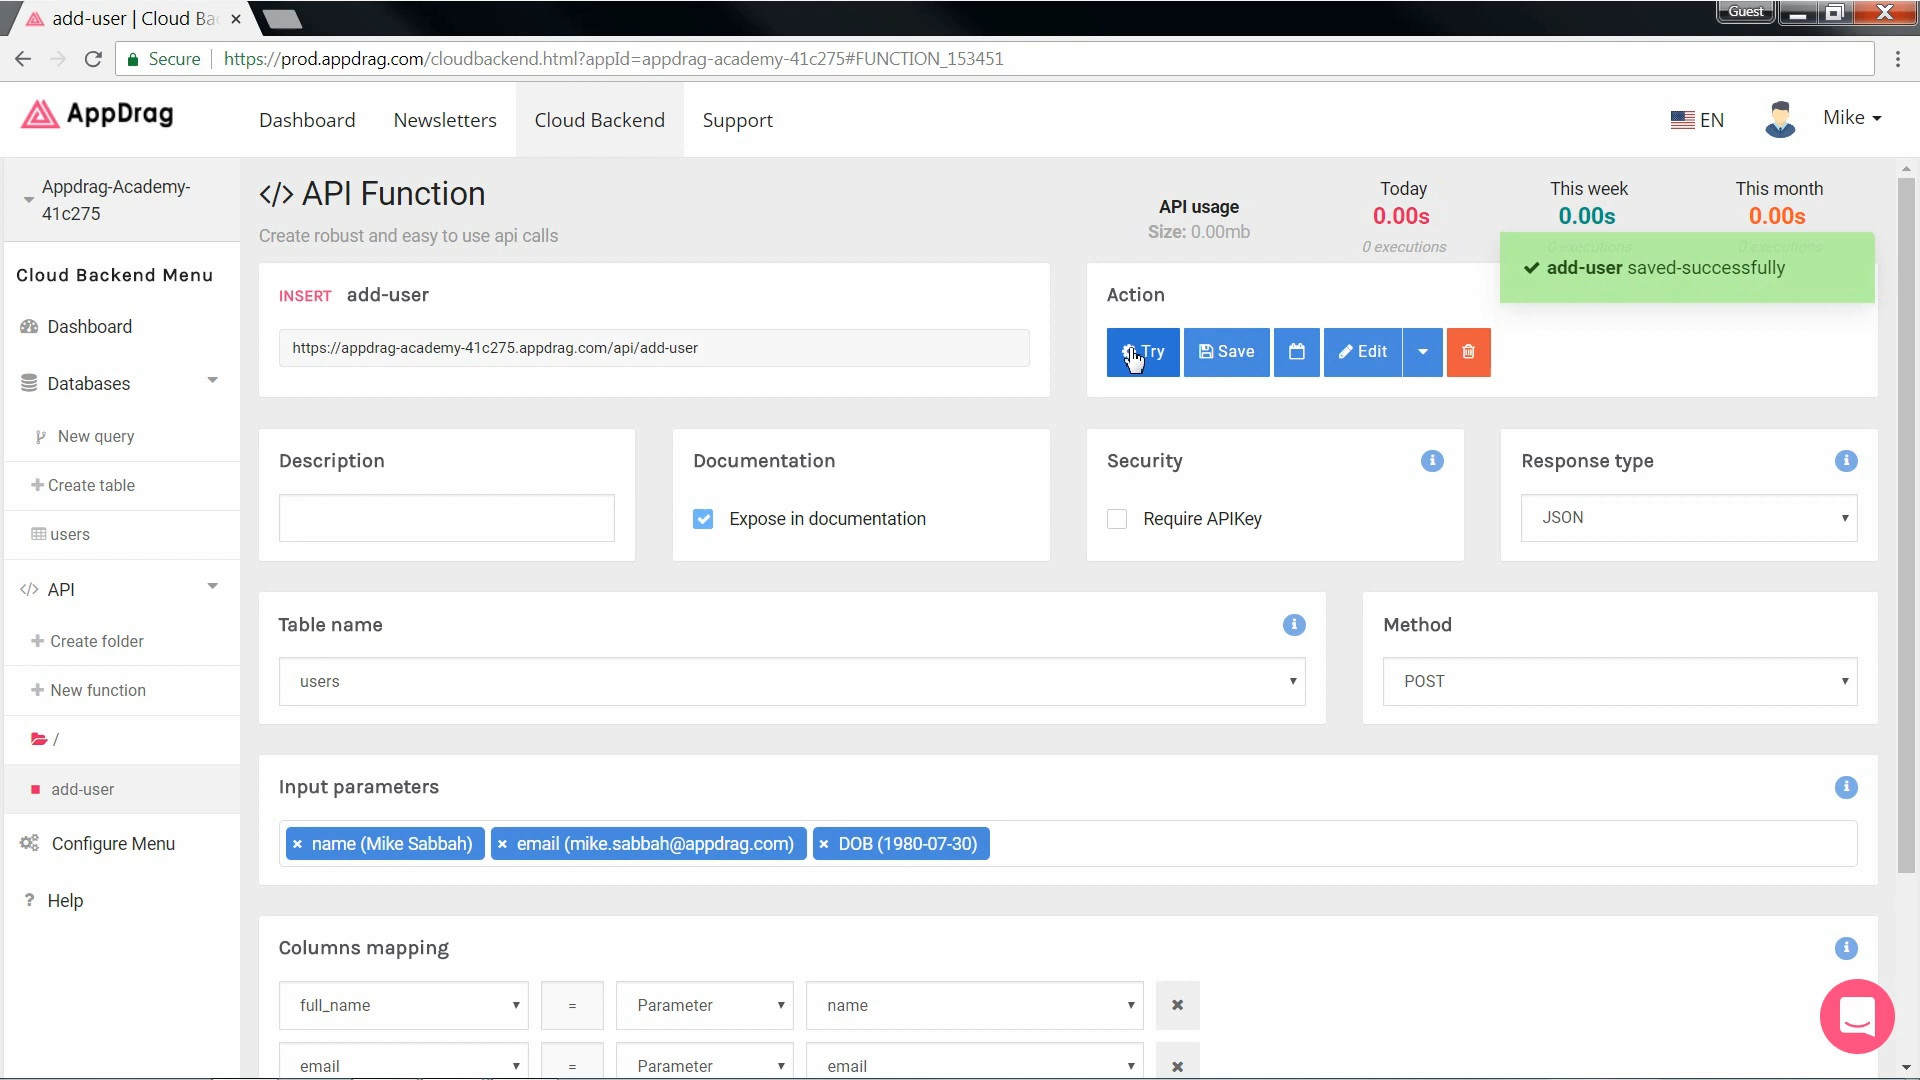 add-user | Cloud Ba
Guest
Secure
https://prod.appdrag.com/cloudbackend.html?appId=appdrag-academy-41c275#FUNCTION_153451
AppDrag
Dashboard
Newsletters
Cloud Backend
Support
EN
Mike
Appdrag-Academy-
41c275
Cloud Backend Menu
Dashboard
Databases
New query
+ Create table
users
</> API
+ Create folder
+ New function
/
add-user
Configure Menu
? Help
</> API Function
Create robust and easy to use api calls
API usage
Size: 0.00mb
Today
0.00s
0 executions
This week
0.00s
0 executions
This month
0.00s
0 executions
add-user saved-successfully
INSERT add-user
https://appdrag-academy-41c275.appdrag.com/api/add-user
Action
Try
Save
Edit
Description
Documentation
Expose in documentation
Security
Require APIKey
Response type
JSON
Table name
users
Method
POST
Input parameters
× name (Mike Sabbah)
× email (mike.sabbah@appdrag.com)
× DOB (1980-07-30)
Columns mapping
full_name
=
Parameter
name
email
=
Parameter
email